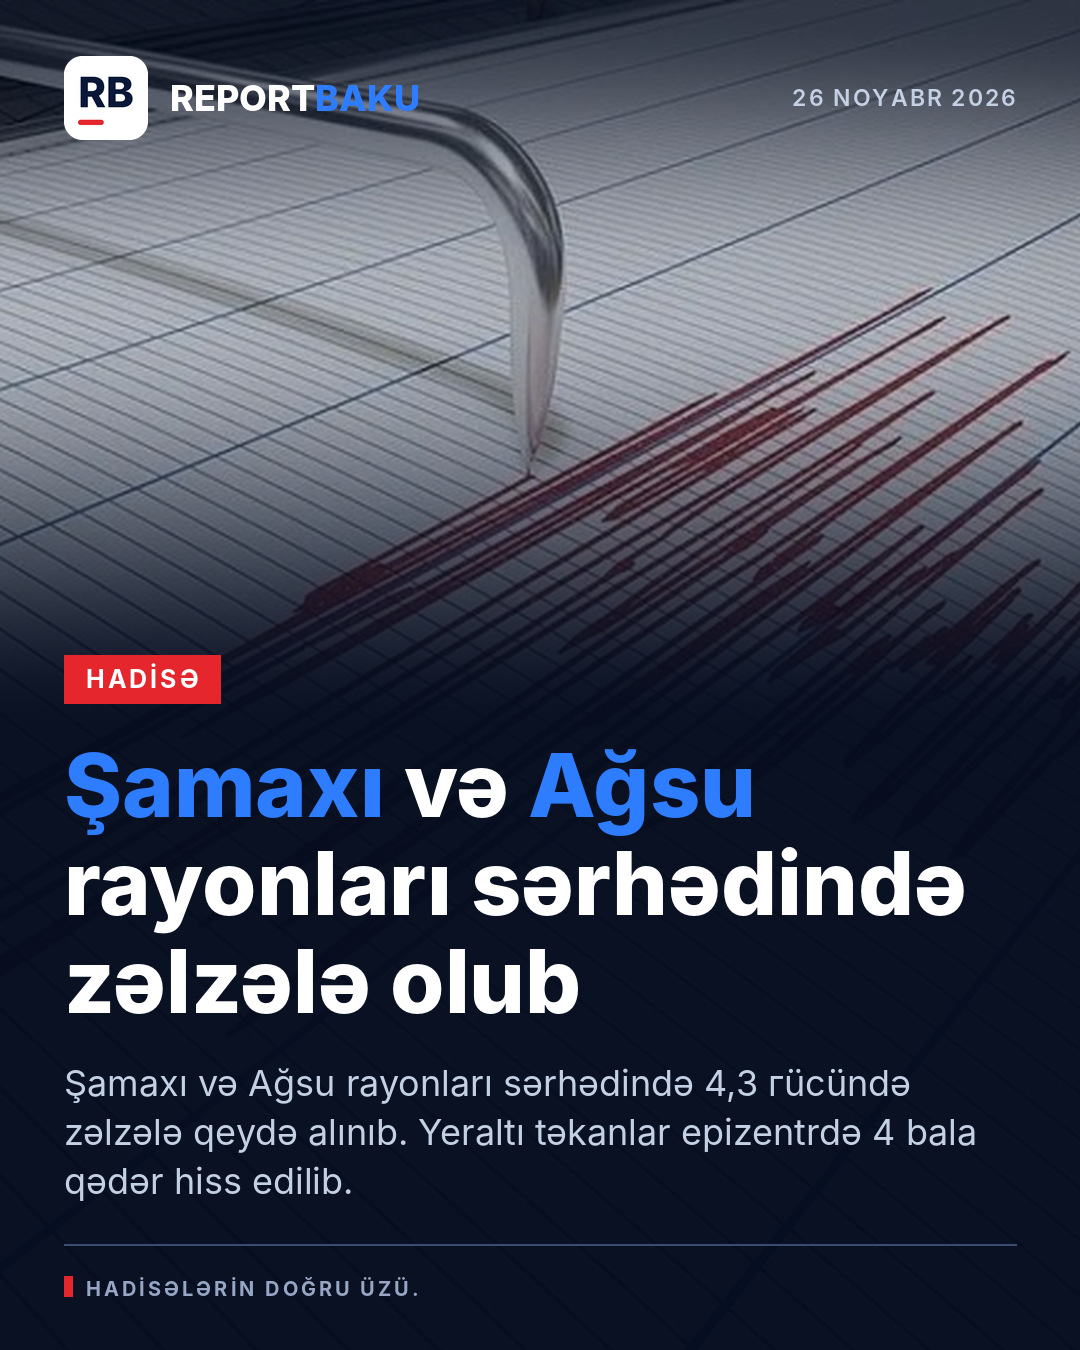 RB REPORTBAKU
26 NOYABR 2026
HADİSƏ
Şamaxı və Ağsu
rayonları sərhədində
zəlzələ olub
Şamaxı və Ağsu rayonları sərhədində 4,3 гücündə
zəlzələ qeydə alınıb. Yeraltı təkanlar epizentrdə 4 bala
qədər hiss edilib.
HADİSƏLƏRİN DOĞRU ÜZÜ.